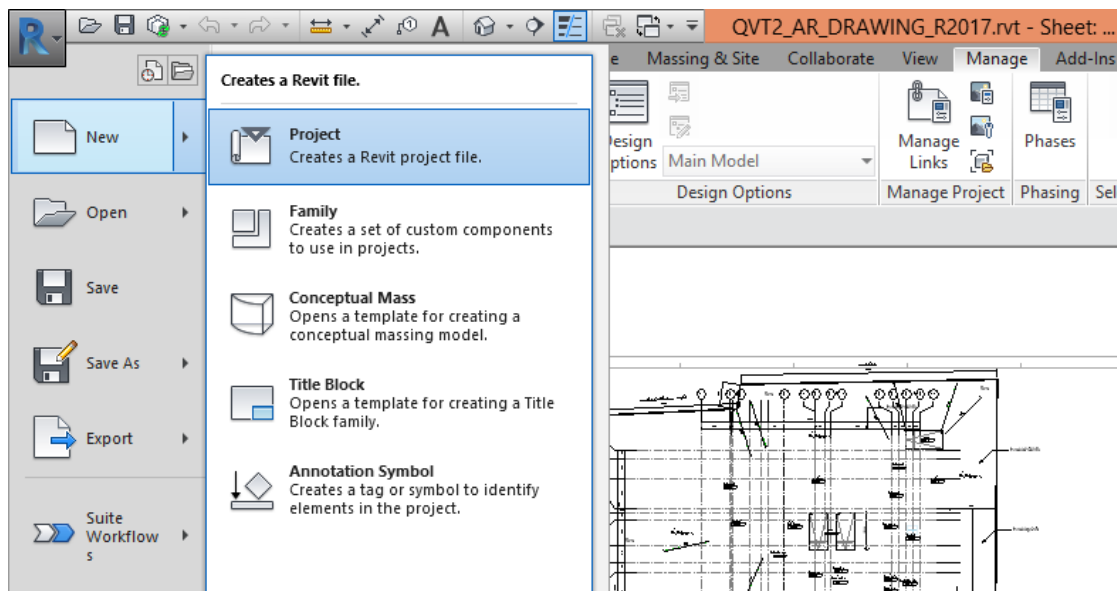 QVT2_AR_DRAWING_R2017.rvt - Sheet: ...
e Massing & Site Collaborate View Manage Add-Ins
Creates a Revit file.
New
Project
Creates a Revit project file.
Open
Family
Creates a set of custom components
to use in projects.
Save
Conceptual Mass
Opens a template for creating a
conceptual massing model.
Save As
Title Block
Opens a template for creating a Title
Block family.
Export
Annotation Symbol
Creates a tag or symbol to identify
elements in the project.
Suite
Workflow
s
Design
Options
Main Model
Design Options
Manage
Links
Manage Project
Phases
Phasing
Sel